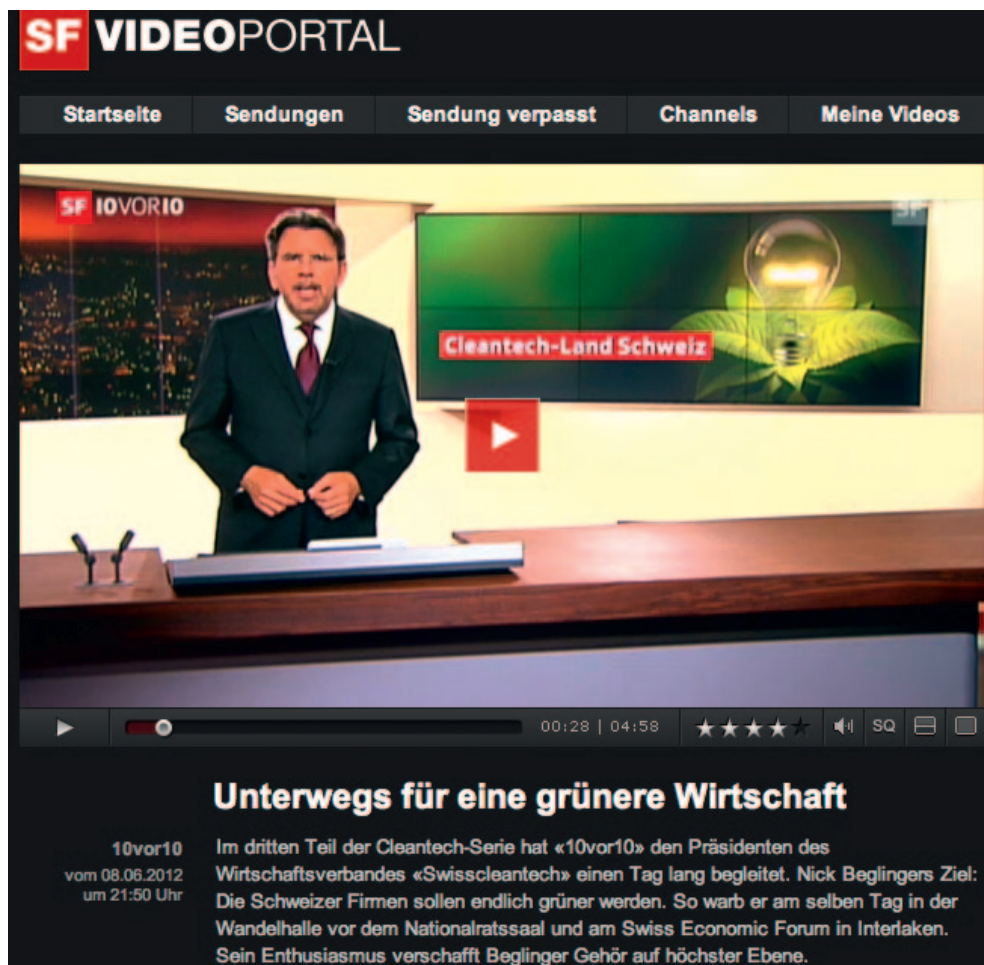 SF VIDEOPORTAL
Startseite Sendungen Sendung verpasst Channels Meine Videos
SF 10VOR10
SF
Cleantech-Land Schweiz
00:28 | 04:58
SQ
Unterwegs für eine grünere Wirtschaft
10vor10
vom 08.06.2012
um 21:50 Uhr
Im dritten Teil der Cleantech-Serie hat «10vor10» den Präsidenten des
Wirtschaftsverbandes «Swisscleantech» einen Tag lang begleitet. Nick Beglingers Ziel:
Die Schweizer Firmen sollen endlich grüner werden. So warb er am selben Tag in der
Wandelhalle vor dem Nationalratssaal und am Swiss Economic Forum in Interlaken.
Sein Enthusiasmus verschafft Beglinger Gehör auf höchster Ebene.